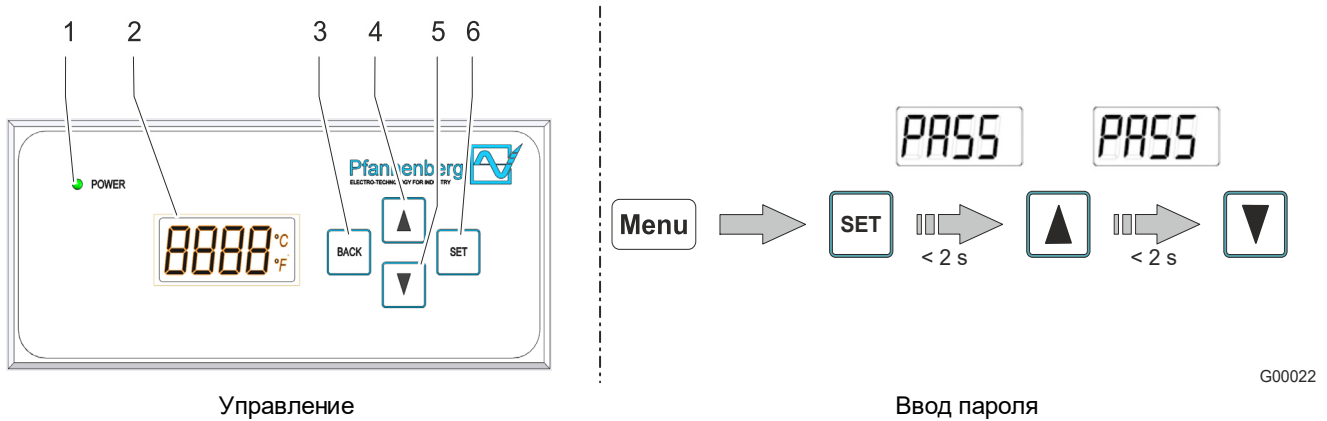 1 2 3 4 5 6
POWER
8888 °C
°F
Pfannenberg
ELECTRO-TECHNOLOGY FOR INDUSTRY
▲
BACK
SET
▼
Управление
PASS PASS
Menu SET ▲ ▼
< 2 s < 2 s
G00022
Ввод пароля